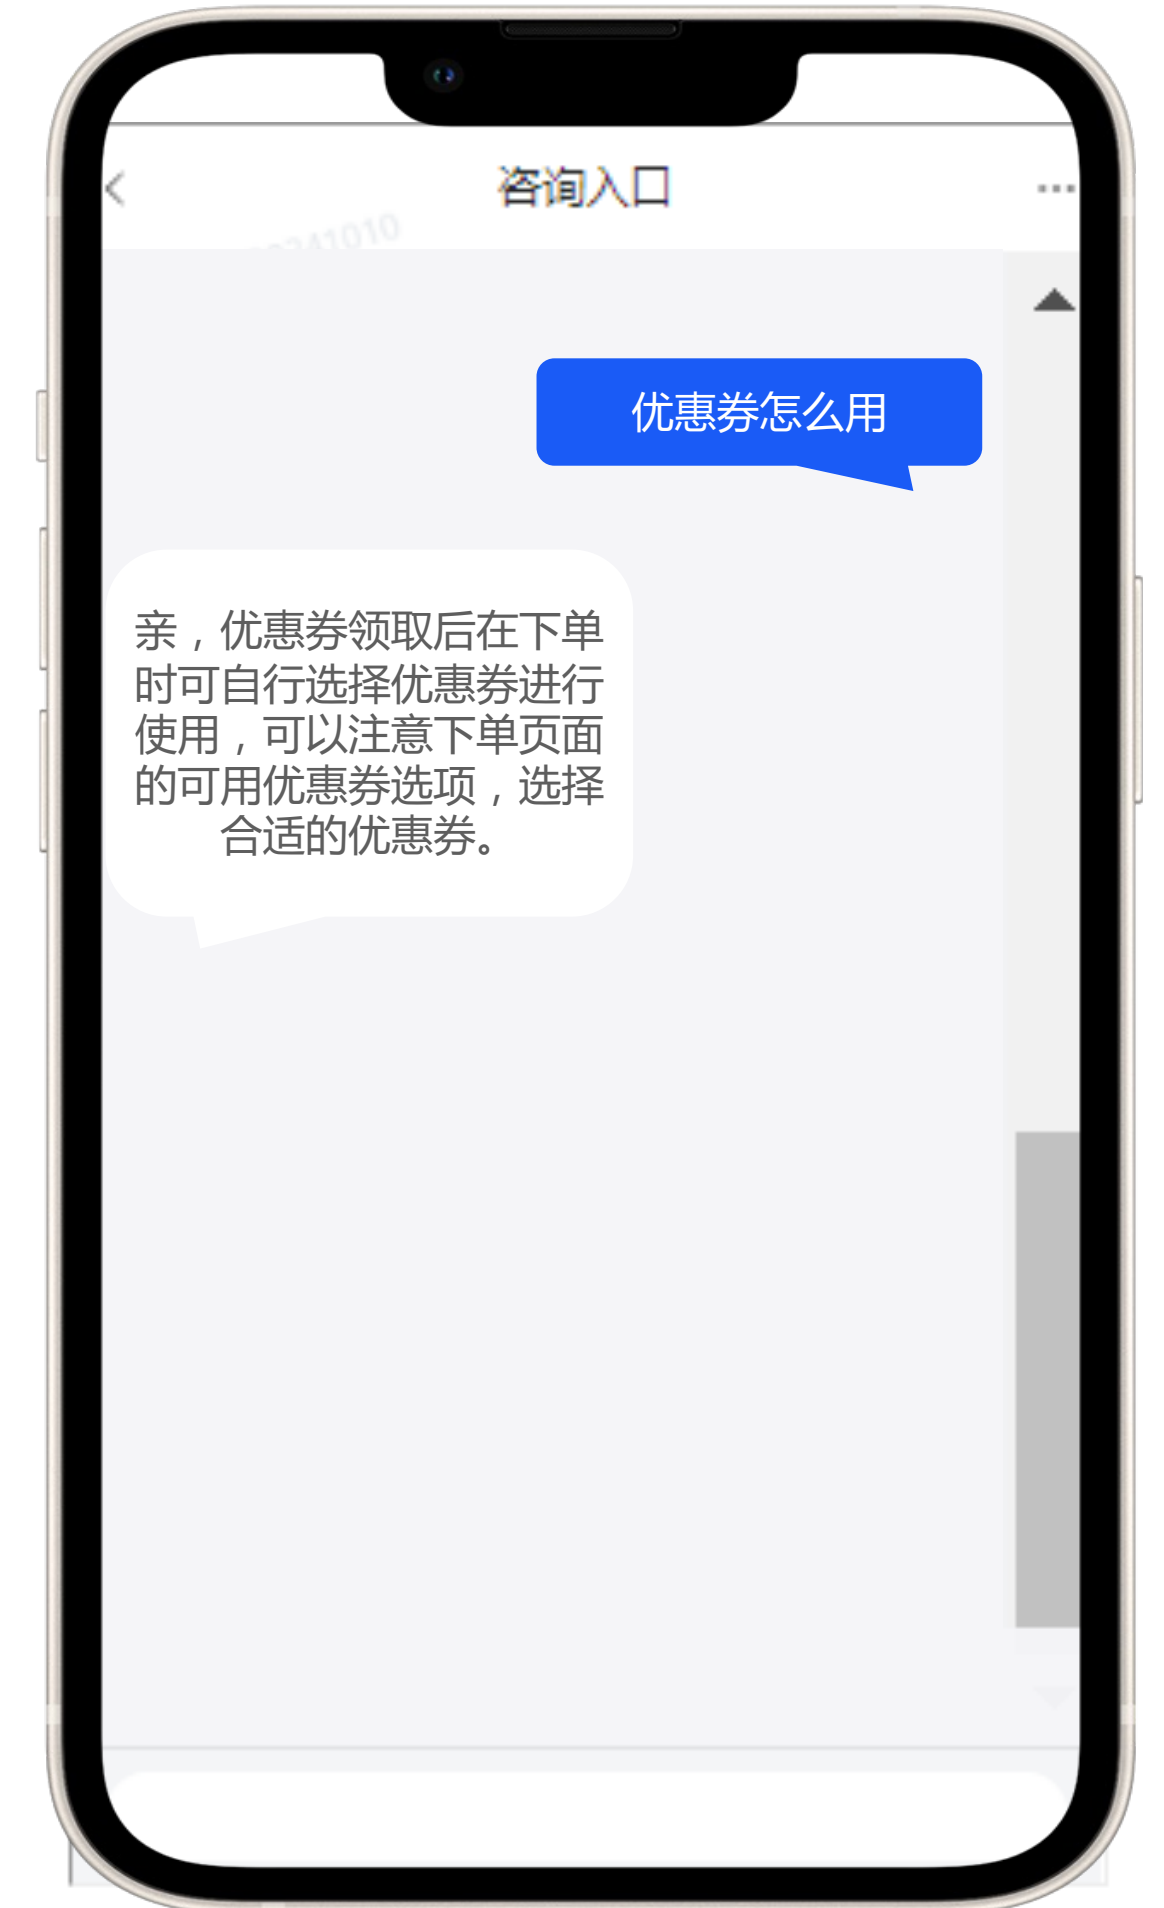 咨询入口
优惠券怎么用
亲，优惠券领取后在下单
时可自行选择优惠券进行
使用，可以注意下单页面
的可用优惠券选项，选择
合适的优惠券。